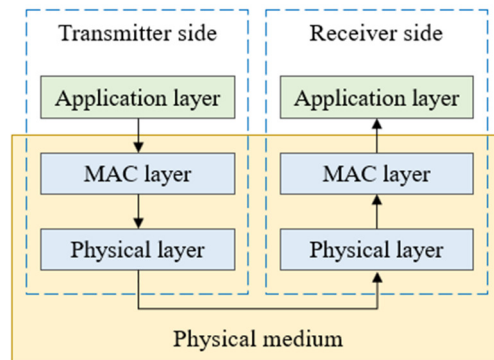 Transmitter side
Receiver side
Application layer
Application layer
MAC layer
MAC layer
Physical layer
Physical layer
Physical medium